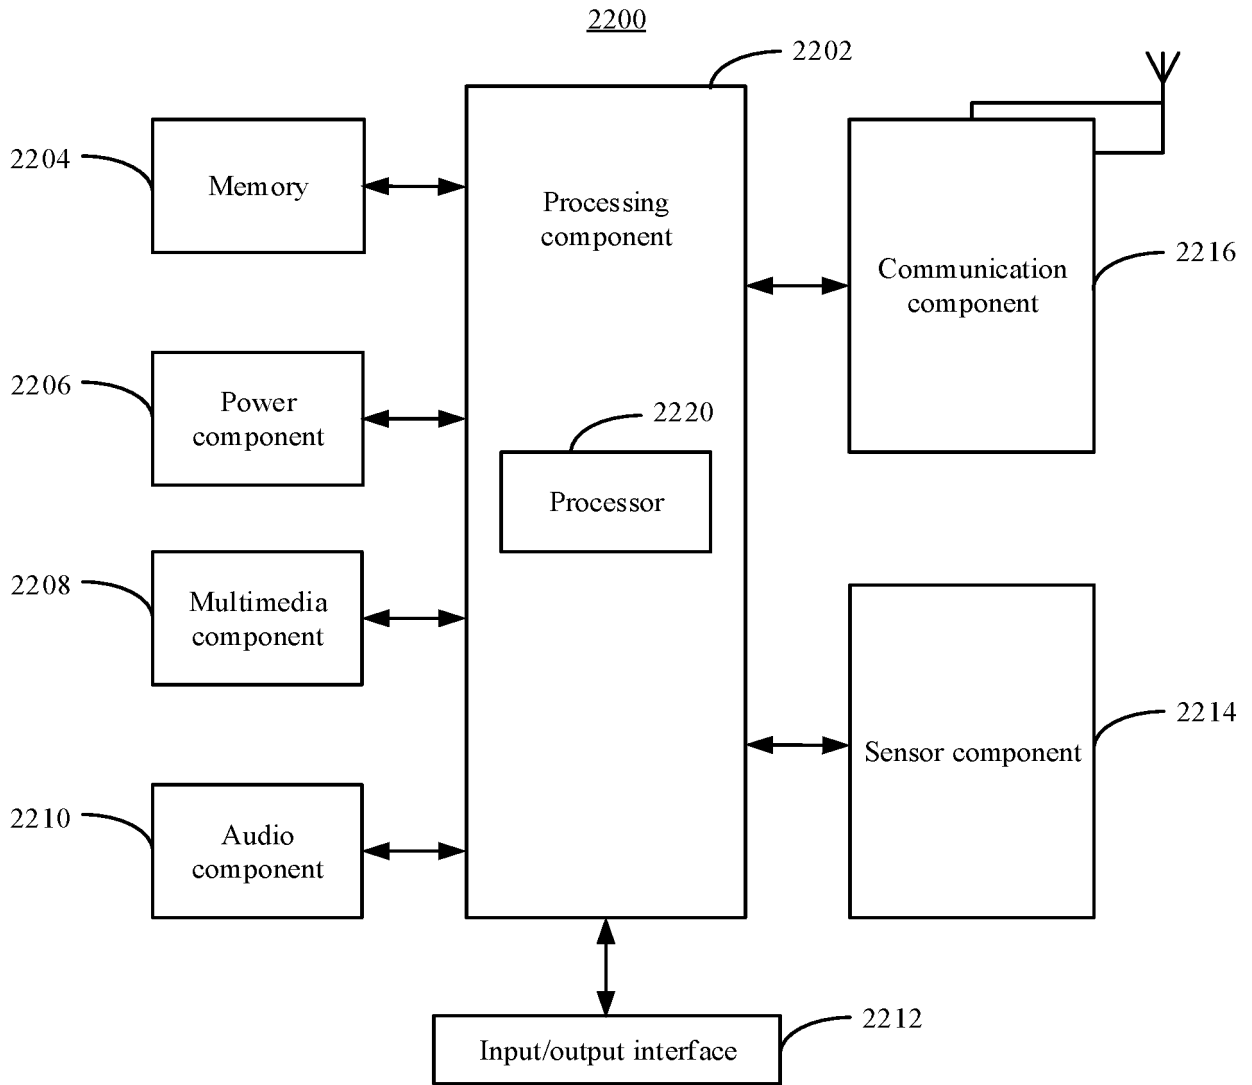 2200
2202
2204
Memory
Processing
component
Communication
component
2216
2206
Power
component
2220
Processor
2208
Multimedia
component
2214
Sensor component
2210
Audio
component
2212
Input/output interface